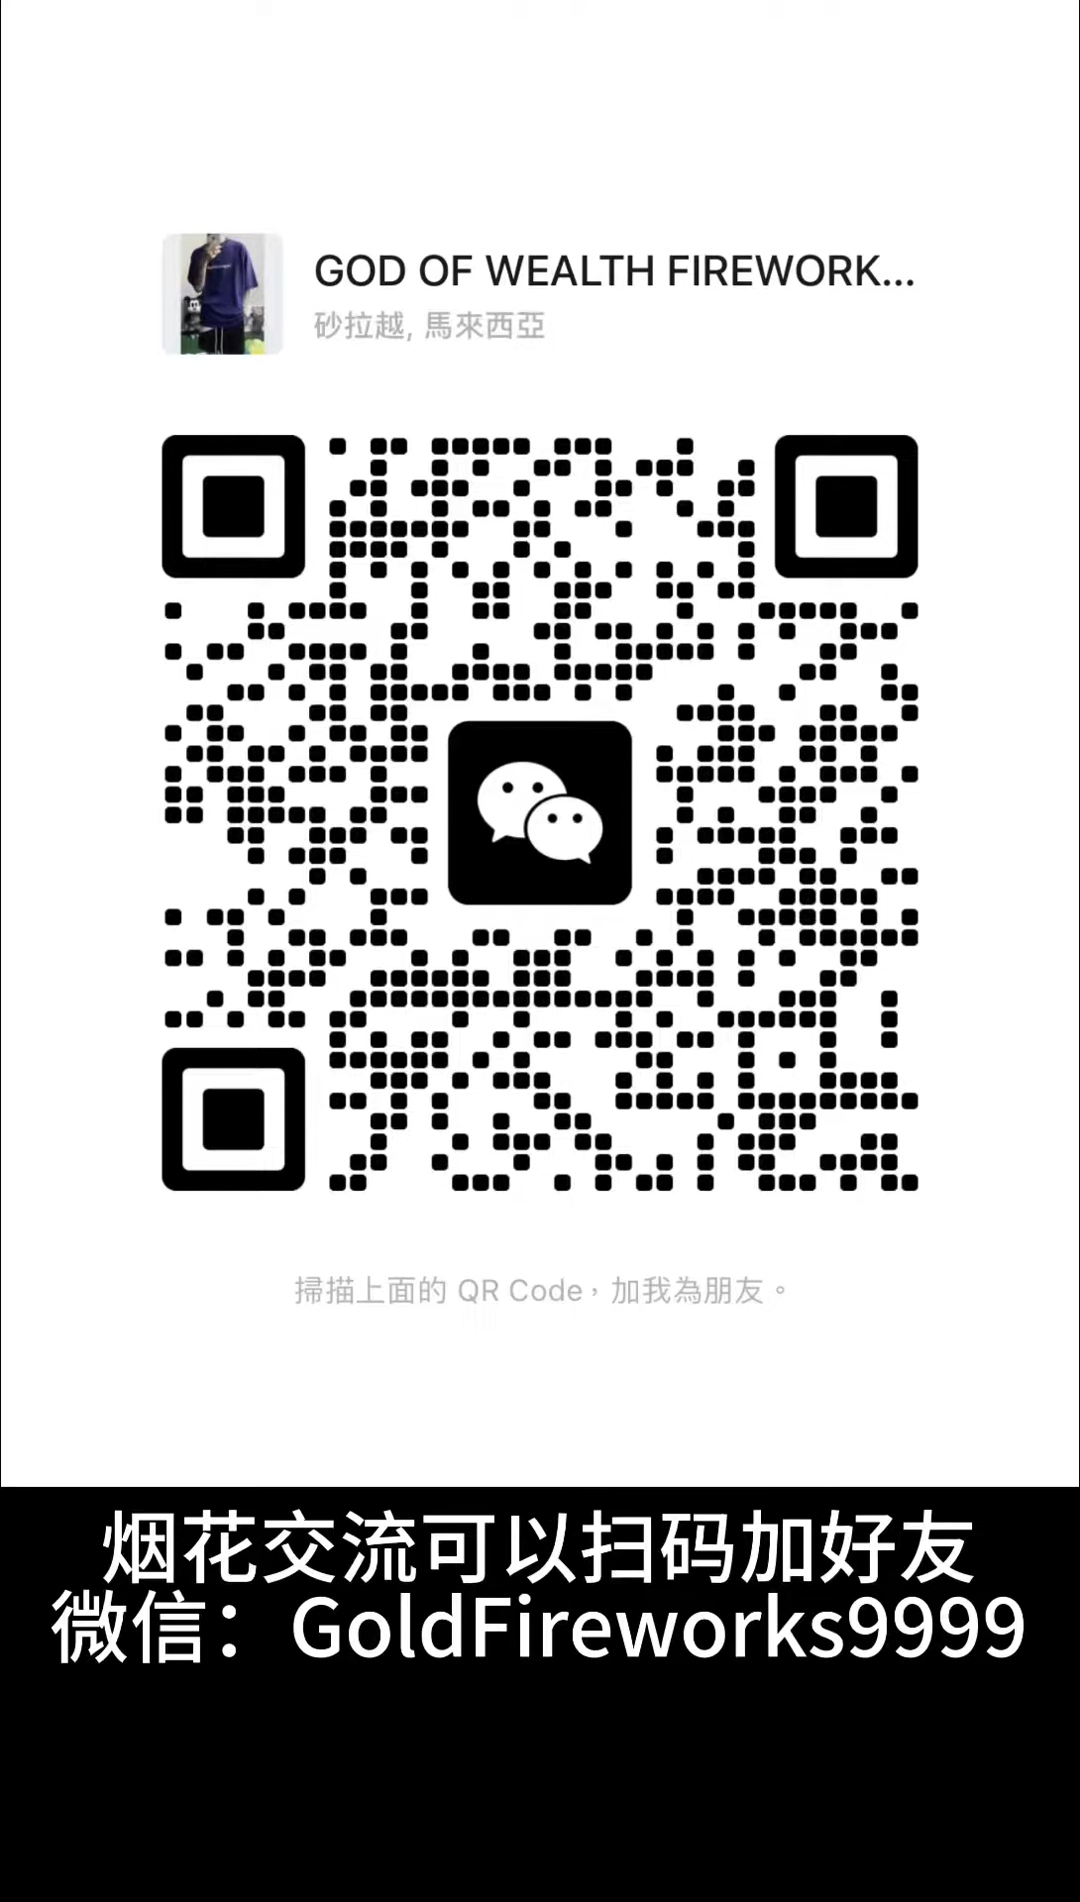 GOD OF WEALTH FIREWORK...
砂拉越, 馬來西亞
掃描上面的 QR Code，加我為朋友。
烟花交流可以扫码加好友
微信：GoldFireworks9999